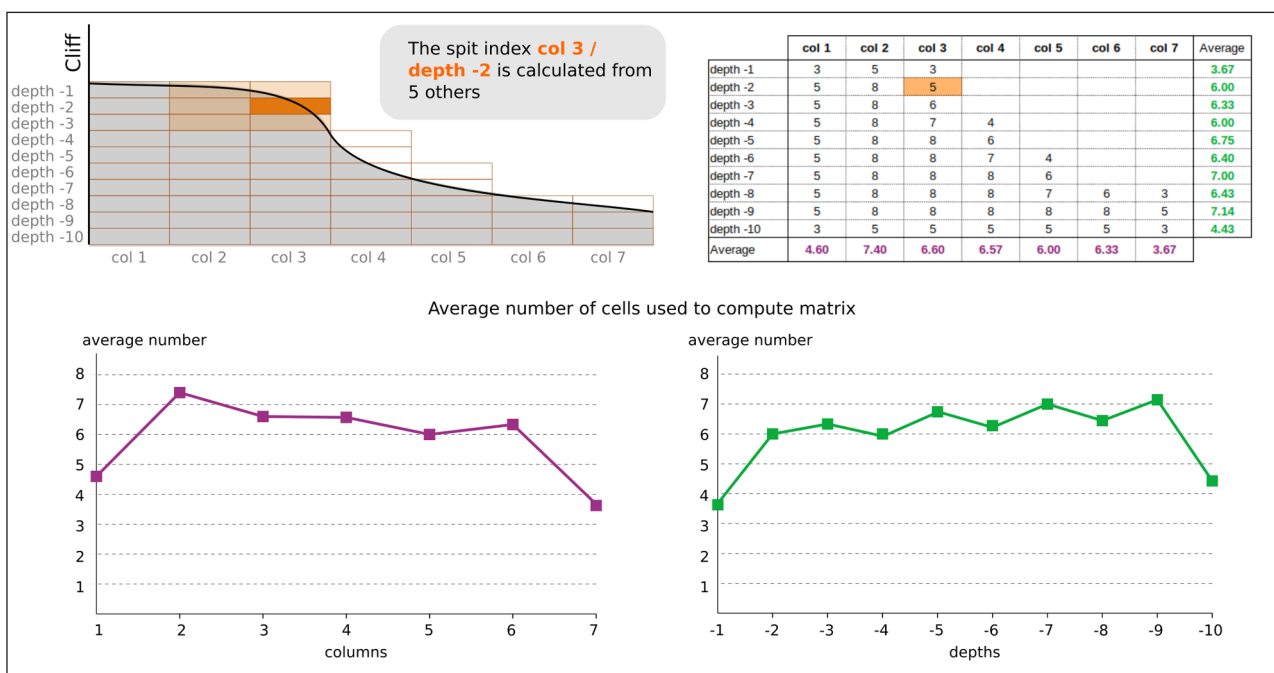 Cliff
The spit index col 3 /
depth -2 is calculated from
5 others
depth -1
depth -2
depth -3
depth -4
depth -5
depth -6
depth -7
depth -8
depth -9
depth -10
col 1 col 2 col 3 col 4 col 5 col 6 col 7
col 1 col 2 col 3 col 4 col 5 col 6 col 7 Average
depth -1 3 5 3 3.67
depth -2 5 8 5 6.00
depth -3 5 8 6 6.33
depth -4 5 8 7 4 6.00
depth -5 5 8 8 6 6.75
depth -6 5 8 8 7 4 6.40
depth -7 5 8 8 8 6 7.00
depth -8 5 8 8 8 7 6 3 6.43
depth -9 5 8 8 8 8 8 5 7.14
depth -10 3 5 5 5 5 5 3 4.43
Average 4.60 7.40 6.60 6.57 6.00 6.33 3.67
Average number of cells used to compute matrix
average number
8
7
6
5
4
3
2
1
1 2 3 4 5 6 7
columns
average number
8
7
6
5
4
3
2
1
-1 -2 -3 -4 -5 -6 -7 -8 -9 -10
depths